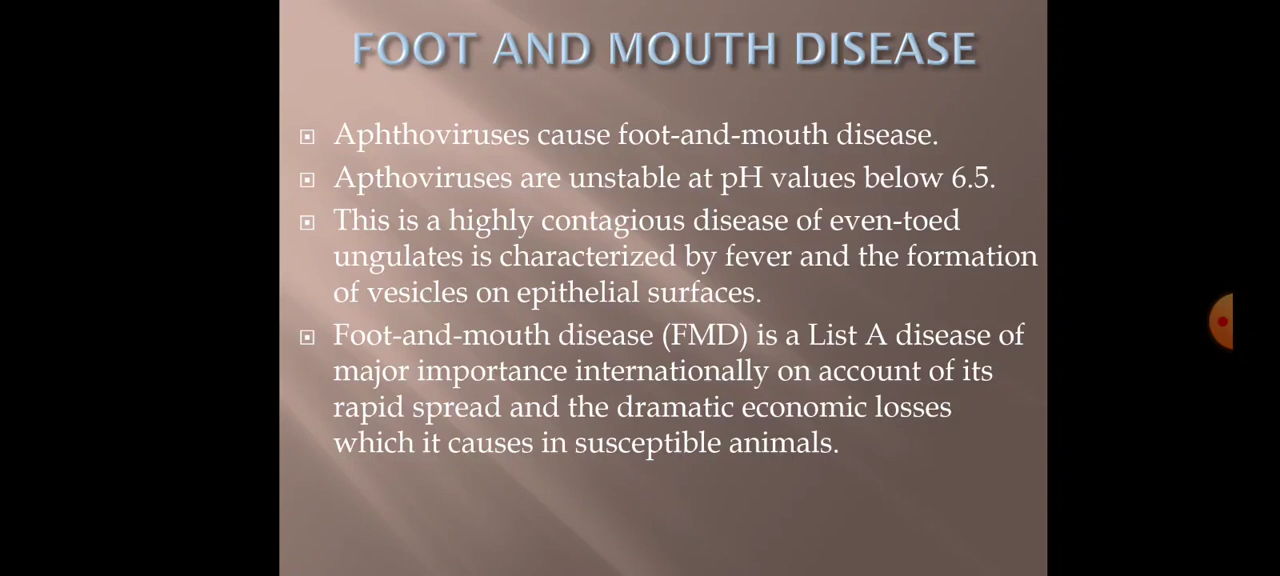 FOOT AND MOUTH DISEASE
Aphthoviruses cause foot-and-mouth disease.
Apthoviruses are unstable at pH values below 6.5.
This is a highly contagious disease of even-toed
ungulates is characterized by fever and the formation
of vesicles on epithelial surfaces.
Foot-and-mouth disease (FMD) is a List A disease of
major importance internationally on account of its
rapid spread and the dramatic economic losses
which it causes in susceptible animals.